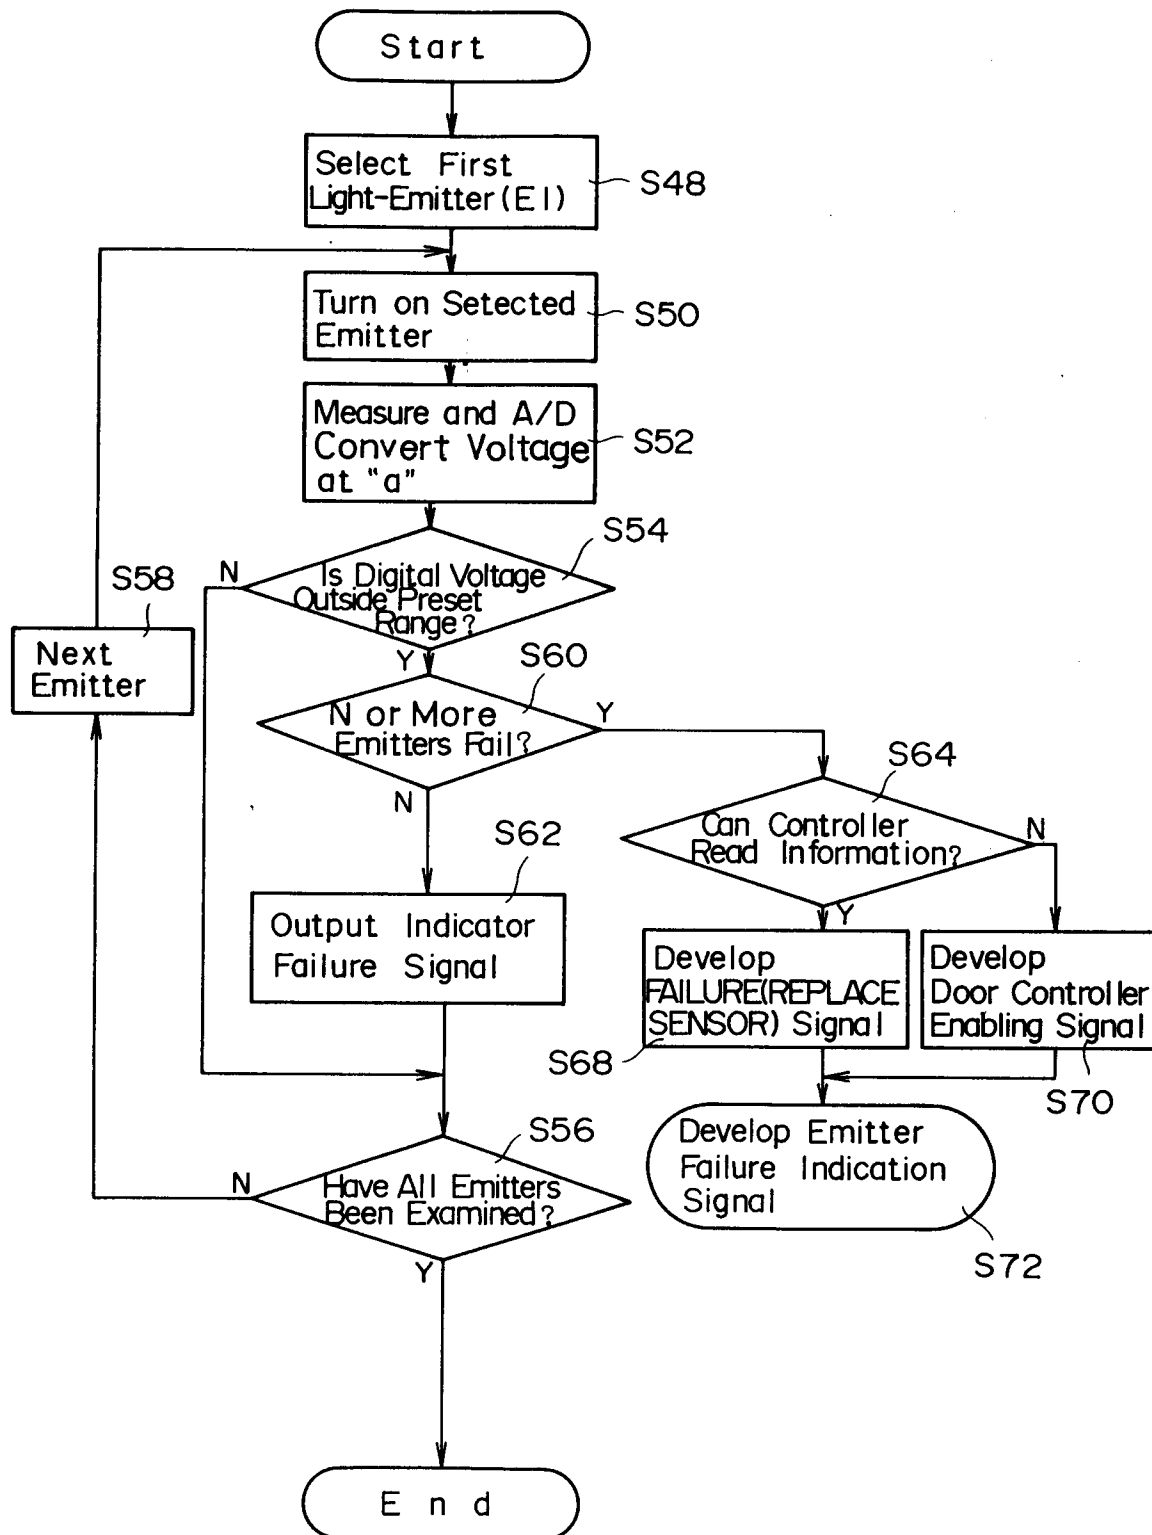 Start
Select First
Light-Emitter(E1)
S48
Turn on Setected
Emitter
S50
Measure and A/D
Convert Voltage
at "a"
S52
S54
N
Is Digital Voltage
Outside Preset
Range?
Y
S58
Next
Emitter
S60
N or More
Emitters Fail?
Y
N
S64
Can Controller
Read Information?
N
Y
S62
Output Indicator
Failure Signal
Develop
FAILURE(REPLACE
SENSOR) Signal
S68
Develop
Door Controller
Enabling Signal
S70
S56
N
Have All Emitters
Been Examined?
Y
Develop Emitter
Failure Indication
Signal
S72
End